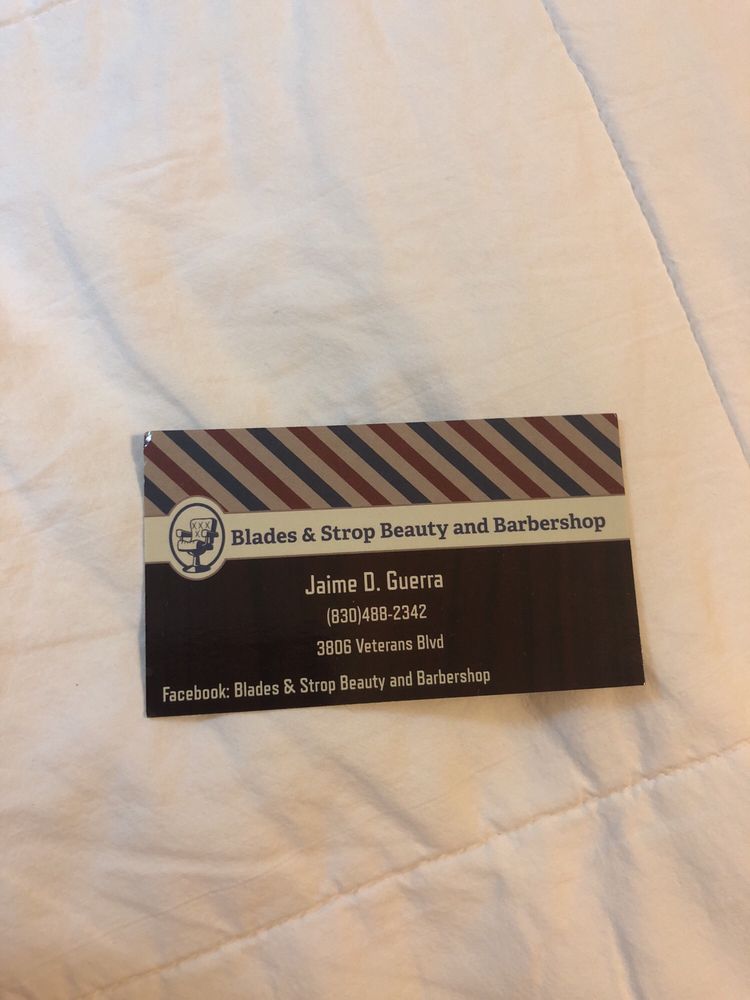 XXX
X
Blades & Strop Beauty and Barbershop
Jaime D. Guerra
(830)488-2342
3806 Veterans Blvd
Facebook: Blades & Strop Beauty and Barbershop